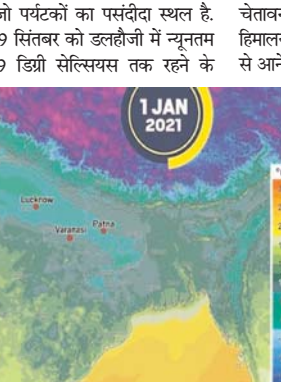 जो पर्यटकों का पसंदीदा स्थल है.
9 सिंतबर को डलहौजी में न्यूनतम
9 डिग्री सेल्सियस तक रहने के
चेतावन
हिमालय
से आने
1 JAN
2021
Lucknow
Patna
Varanasi